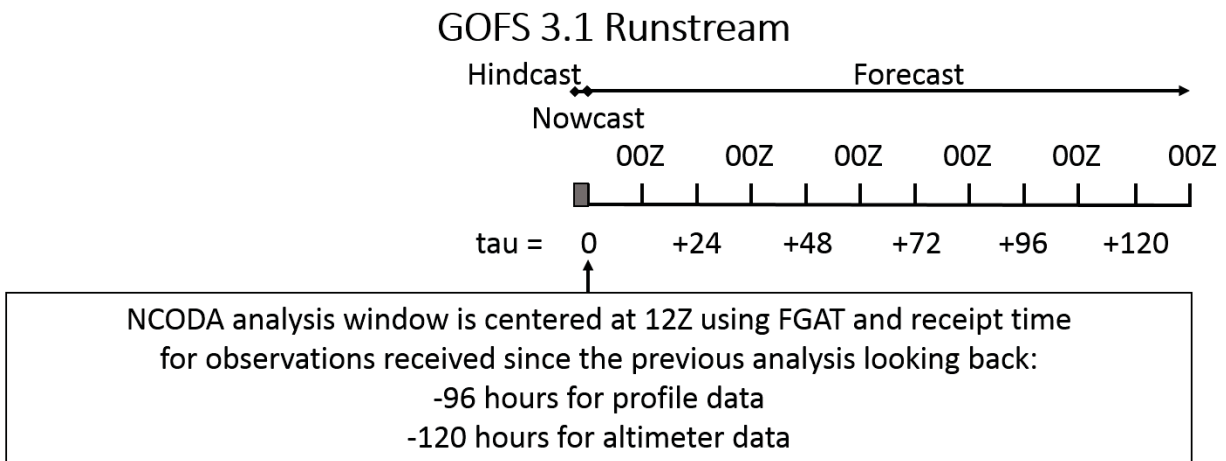 GOFS 3.1 Runstream
Hindcast Forecast
Nowcast
00Z 00Z 00Z 00Z 00Z 00Z
tau = 0 +24 +48 +72 +96 +120
NCODA analysis window is centered at 12Z using FGAT and receipt time
for observations received since the previous analysis looking back:
-96 hours for profile data
-120 hours for altimeter data